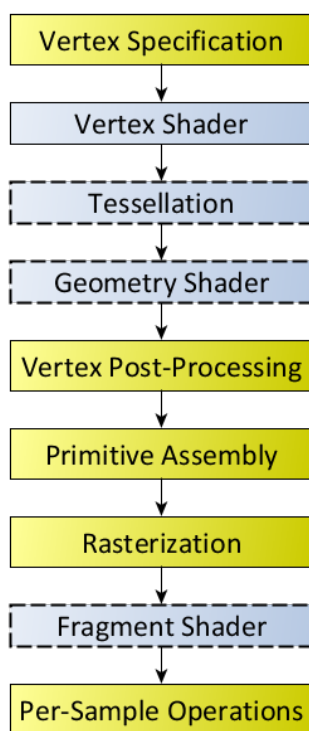 Vertex Specification
Vertex Shader
Tessellation
Geometry Shader
Vertex Post-Processing
Primitive Assembly
Rasterization
Fragment Shader
Per-Sample Operations